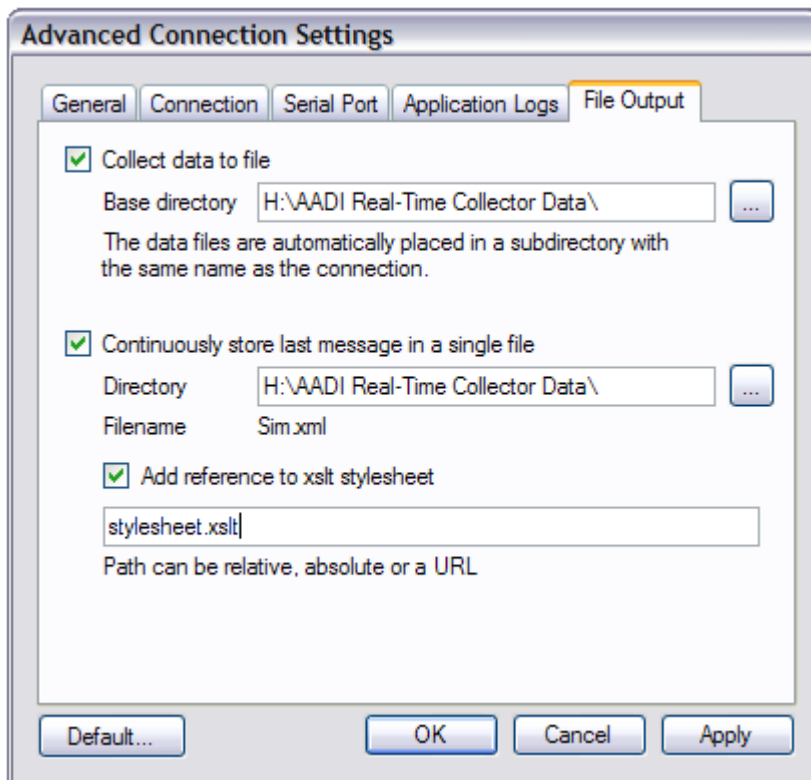 Advanced Connection Settings
General Connection Serial Port Application Logs File Output
Collect data to file
Base directory H:\AADI Real-Time Collector Data\ ...
The data files are automatically placed in a subdirectory with
the same name as the connection.
Continuously store last message in a single file
Directory H:\AADI Real-Time Collector Data\ ...
Filename Sim.xml
Add reference to xslt stylesheet
stylesheet.xslt
Path can be relative, absolute or a URL
Default... OK Cancel Apply